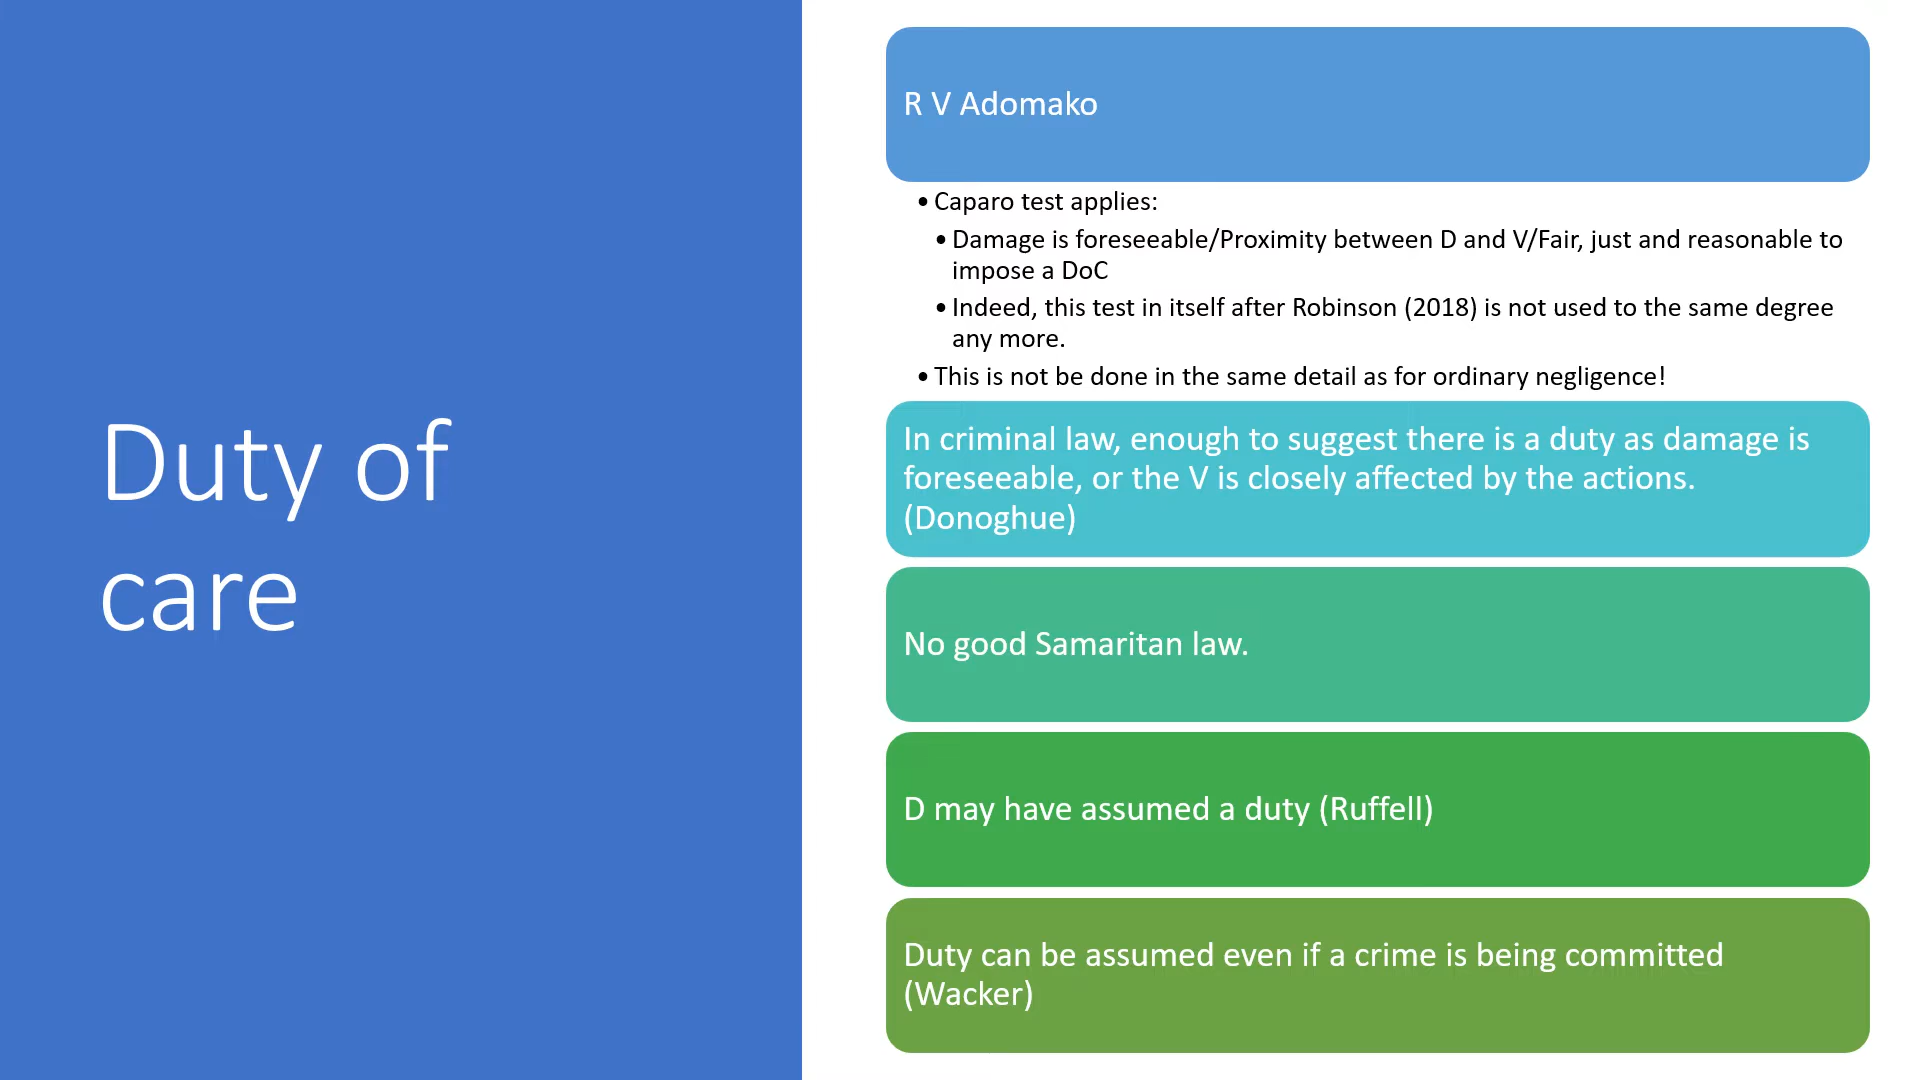 Duty of
care
R V Adomako
• Caparo test applies:
• Damage is foreseeable/Proximity between D and V/Fair, just and reasonable to
impose a DoC
• Indeed, this test in itself after Robinson (2018) is not used to the same degree
any more.
• This is not be done in the same detail as for ordinary negligence!
In criminal law, enough to suggest there is a duty as damage is
foreseeable, or the V is closely affected by the actions.
(Donoghue)
No good Samaritan law.
D may have assumed a duty (Ruffell)
Duty can be assumed even if a crime is being committed
(Wacker)